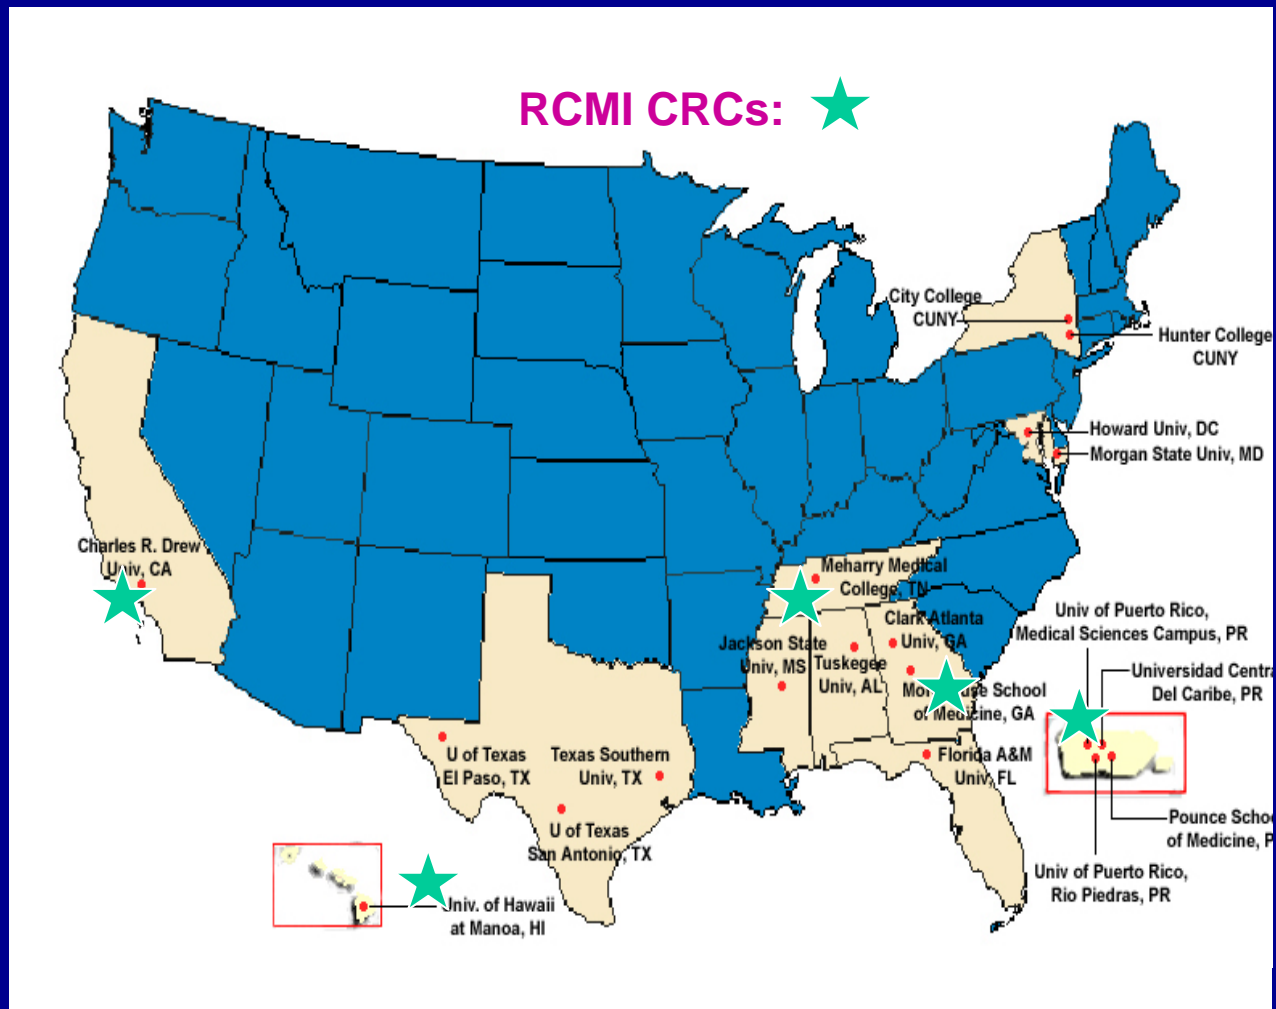 RCMI CRCs:
City College
CUNY
Hunter College
CUNY
Howard Univ, DC
Morgan State Univ, MD
Charles R. Drew
Univ, CA
Meharry Medical
College, TN
Clark Atlanta
Univ, GA
Jackson State
Univ, MS
Tuskegee
Univ, AL
School
of Medicine, GA
Univ of Puerto Rico,
Medical Sciences Campus, PR
Universidad Centra
Del Caribe, PR
U of Texas
El Paso, TX
Texas Southern
Univ, TX
Florida A&M
Univ, FL
U of Texas
San Antonio, TX
Pounce Schoo
of Medicine, P
Univ of Puerto Rico,
Rio Piedras, PR
Univ. of Hawaii
at Manoa, HI